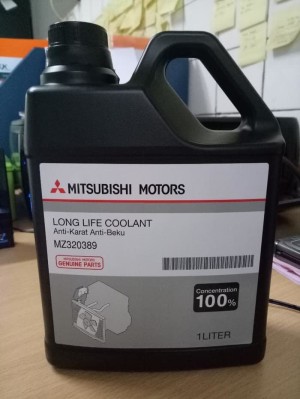 MITSUBISHI MOTORS
LONG LIFE COOLANT
Anti-Karat Anti-Beku
MZ320389
GENUINE PARTS
Concentration
100%
1LITER